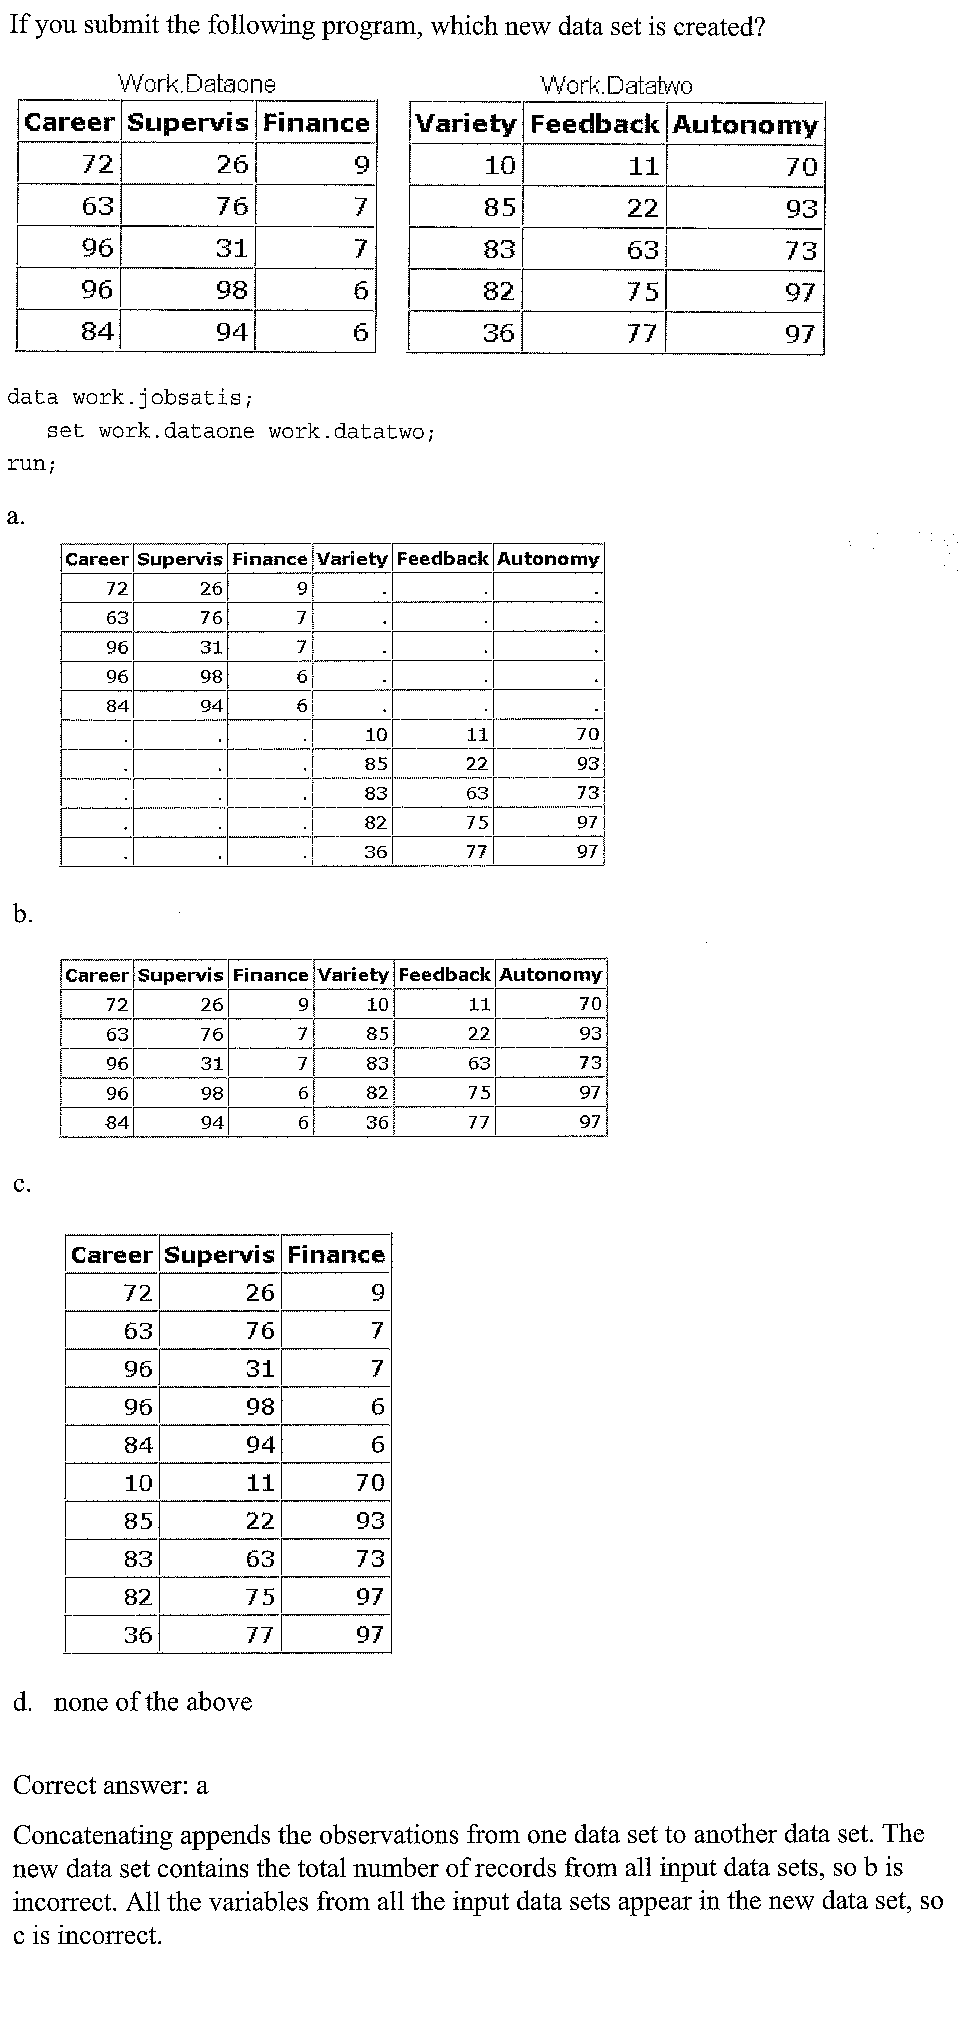 If you submit the following program, which new data set is created?
Work.Dataone Work.Datatwo
Career Supervis Finance Variety Feedback Autonomy
72 26 9 10 11 70
63 76 7 85 22 93
96 31 7 83 63 73
96 98 6 82 75 97
84 94 6 36 77 97
data work.jobsatis;
set work.dataone work.datatwo;
run;
a.
Career Supervis Finance Variety Feedback Autonomy
72 26 9 . . .
63 76 7 . . .
96 31 7 . . .
96 98 6 . . .
84 94 6 . . .
. . . 10 11 70
. . . 85 22 93
. . . 83 63 73
. . . 82 75 97
. . . 36 77 97
b.
Career Supervis Finance Variety Feedback Autonomy
72 26 9 10 11 70
63 76 7 85 22 93
96 31 7 83 63 73
96 98 6 82 75 97
84 94 6 36 77 97
c.
Career Supervis Finance
72 26 9
63 76 7
96 31 7
96 98 6
84 94 6
10 11 70
85 22 93
83 63 73
82 75 97
36 77 97
d. none of the above
Correct answer: a
Concatenating appends the observations from one data set to another data set. The
new data set contains the total number of records from all input data sets, so b is
incorrect. All the variables from all the input data sets appear in the new data set, so
c is incorrect.